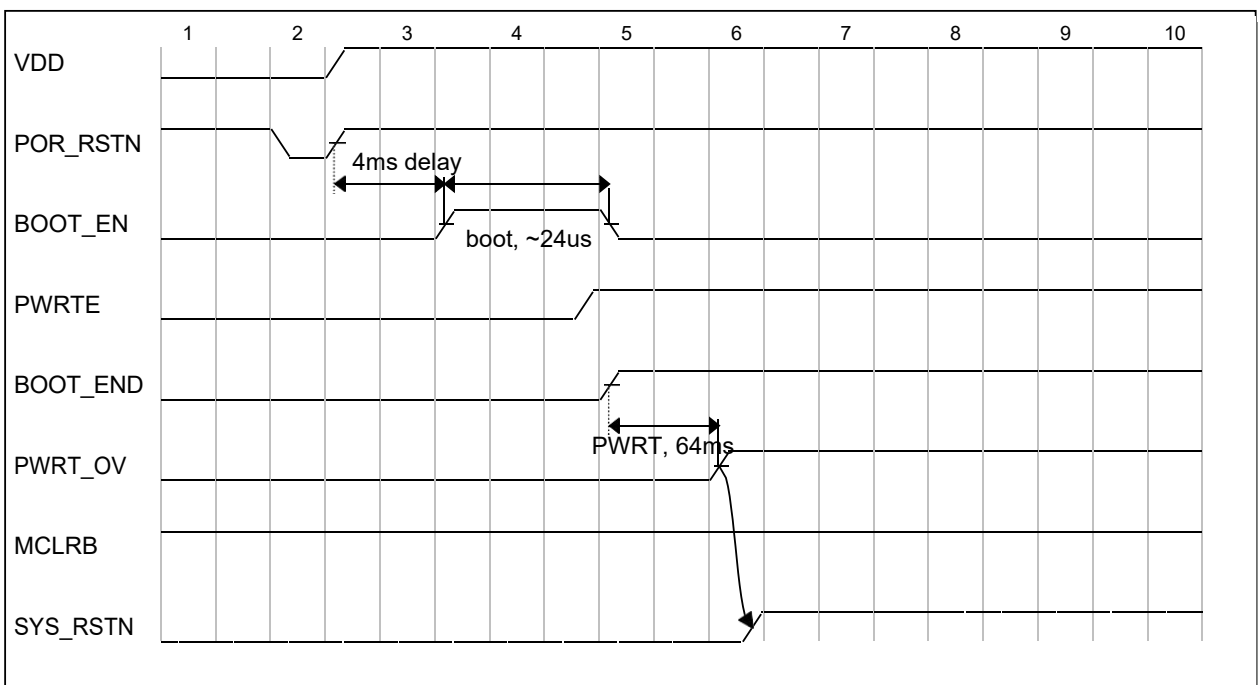 1 2 3 4 5 6 7 8 9 10
VDD
POR_RSTN
4ms delay
BOOT_EN
boot, ~24us
PWRTE
BOOT_END
PWRT, 64ms
PWRT_OV
MCLRB
SYS_RSTN